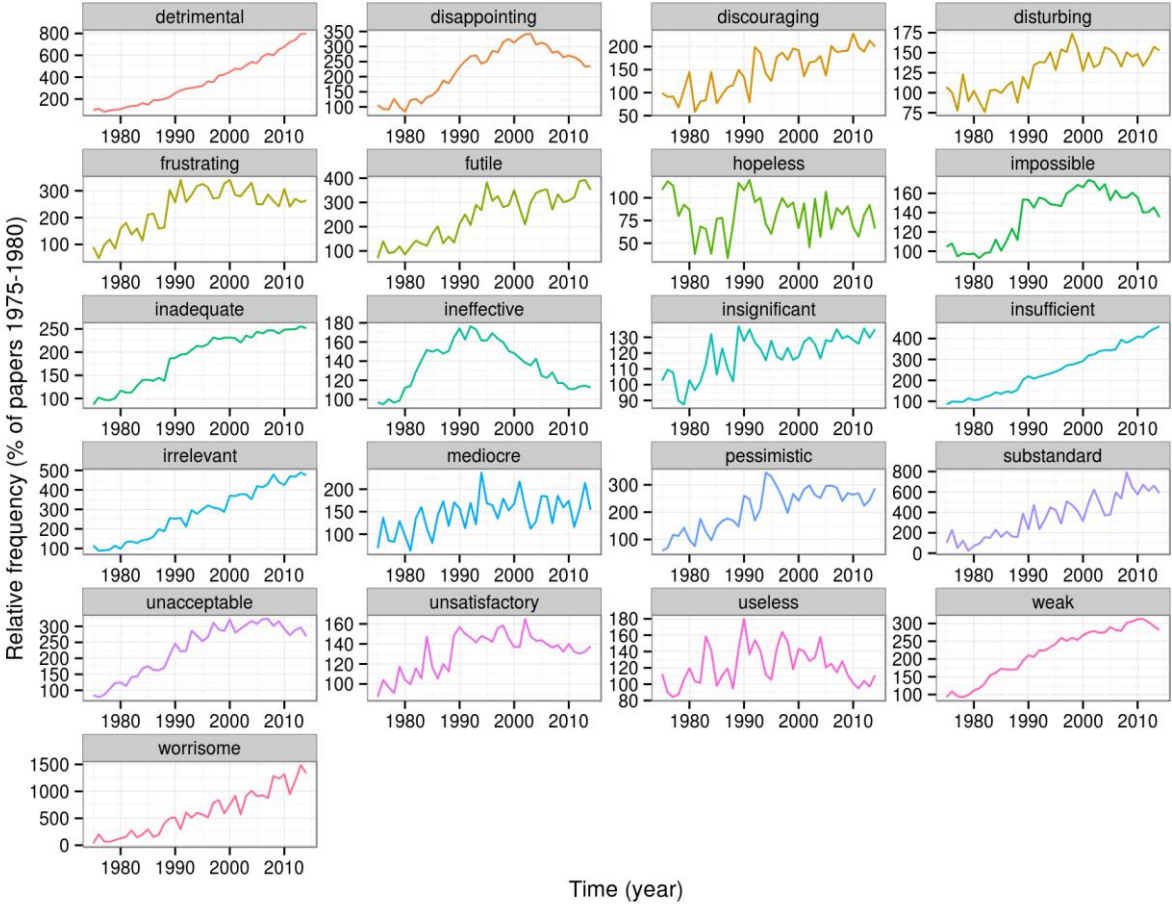 Relative frequency (% of papers 1975-1980)
detrimental
800
600
400
200
1980 1990 2000 2010
disappointing
350
300
250
200
150
100
1980 1990 2000 2010
discouraging
200
150
100
50
1980 1990 2000 2010
disturbing
175
150
125
100
75
1980 1990 2000 2010
frustrating
300
200
100
1980 1990 2000 2010
futile
400
300
200
100
1980 1990 2000 2010
hopeless
100
75
50
1980 1990 2000 2010
impossible
160
140
120
100
1980 1990 2000 2010
inadequate
250
200
150
100
1980 1990 2000 2010
ineffective
180
160
140
120
100
1980 1990 2000 2010
insignificant
130
120
110
100
90
1980 1990 2000 2010
insufficient
400
300
200
100
1980 1990 2000 2010
irrelevant
500
400
300
200
100
1980 1990 2000 2010
mediocre
200
150
100
1980 1990 2000 2010
pessimistic
300
200
100
1980 1990 2000 2010
substandard
800
600
400
200
0
1980 1990 2000 2010
unacceptable
300
250
200
150
100
1980 1990 2000 2010
unsatisfactory
160
140
120
100
1980 1990 2000 2010
useless
180
160
140
120
100
80
1980 1990 2000 2010
weak
300
250
200
150
100
1980 1990 2000 2010
worrisome
1500
1000
500
0
1980 1990 2000 2010
Time (year)